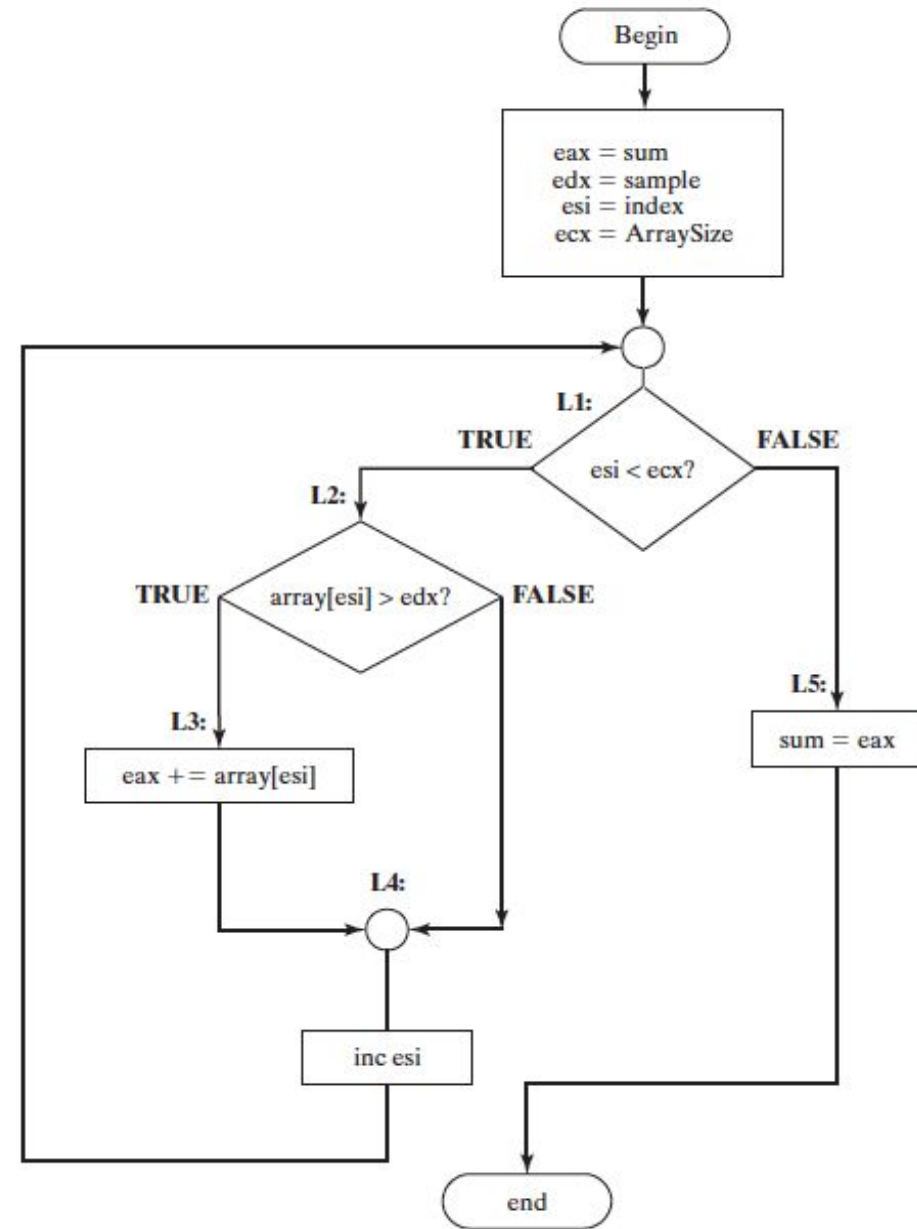 Begin
eax = sum
edx = sample
esi = index
ecx = ArraySize
L1:
TRUE
FALSE
esi < ecx?
L2:
TRUE
array[esi] > edx?
FALSE
L3:
eax += array[esi]
L5:
sum = eax
L4:
inc esi
end